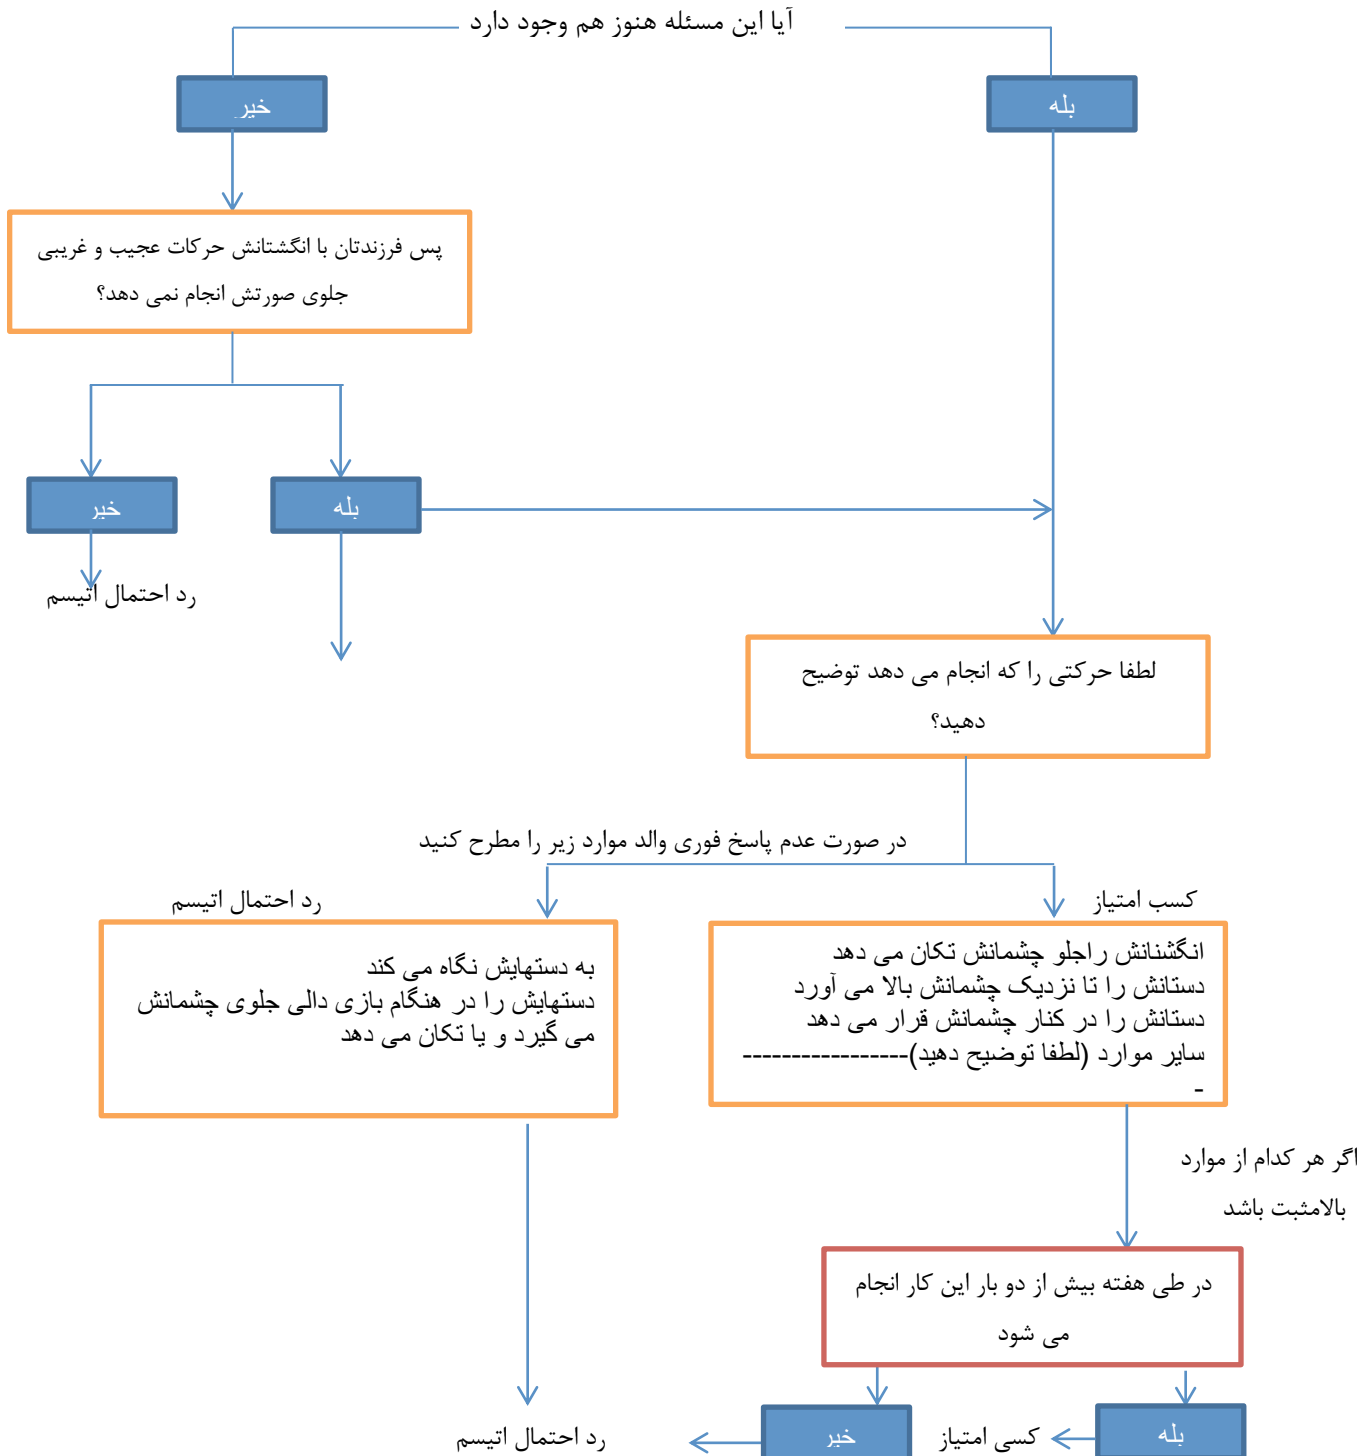 آیا این مسئله هنوز هم وجود دارد
بله
خیر
پس فرزندتان با انگشتانش حرکات عجیب و غریبی
جلوی صورتش انجام نمی دهد؟
بله
خیر
رد احتمال اتیسم
لطفا حرکتی را که انجام می دهد توضیح
دهید؟
در صورت عدم پاسخ فوری والد موارد زیر را مطرح کنید
کسب امتیاز
رد احتمال اتیسم
انگشنانش راجلو چشمانش تکان می دهد
دستانش را تا نزدیک چشمانش بالا می آورد
دستانش را در کنار چشمانش قرار می دهد
سایر موارد (لطفا توضیح دهید)------------------
-
به دستهایش نگاه می کند
دستهایش را در هنگام بازی دالی جلوی چشمانش
می گیرد و یا تکان می دهد
اگر هر کدام از موارد
بالامثبت باشد
در طی هفته بیش از دو بار این کار انجام
می شود
بله
کسی امتیاز
خیر
رد احتمال اتیسم